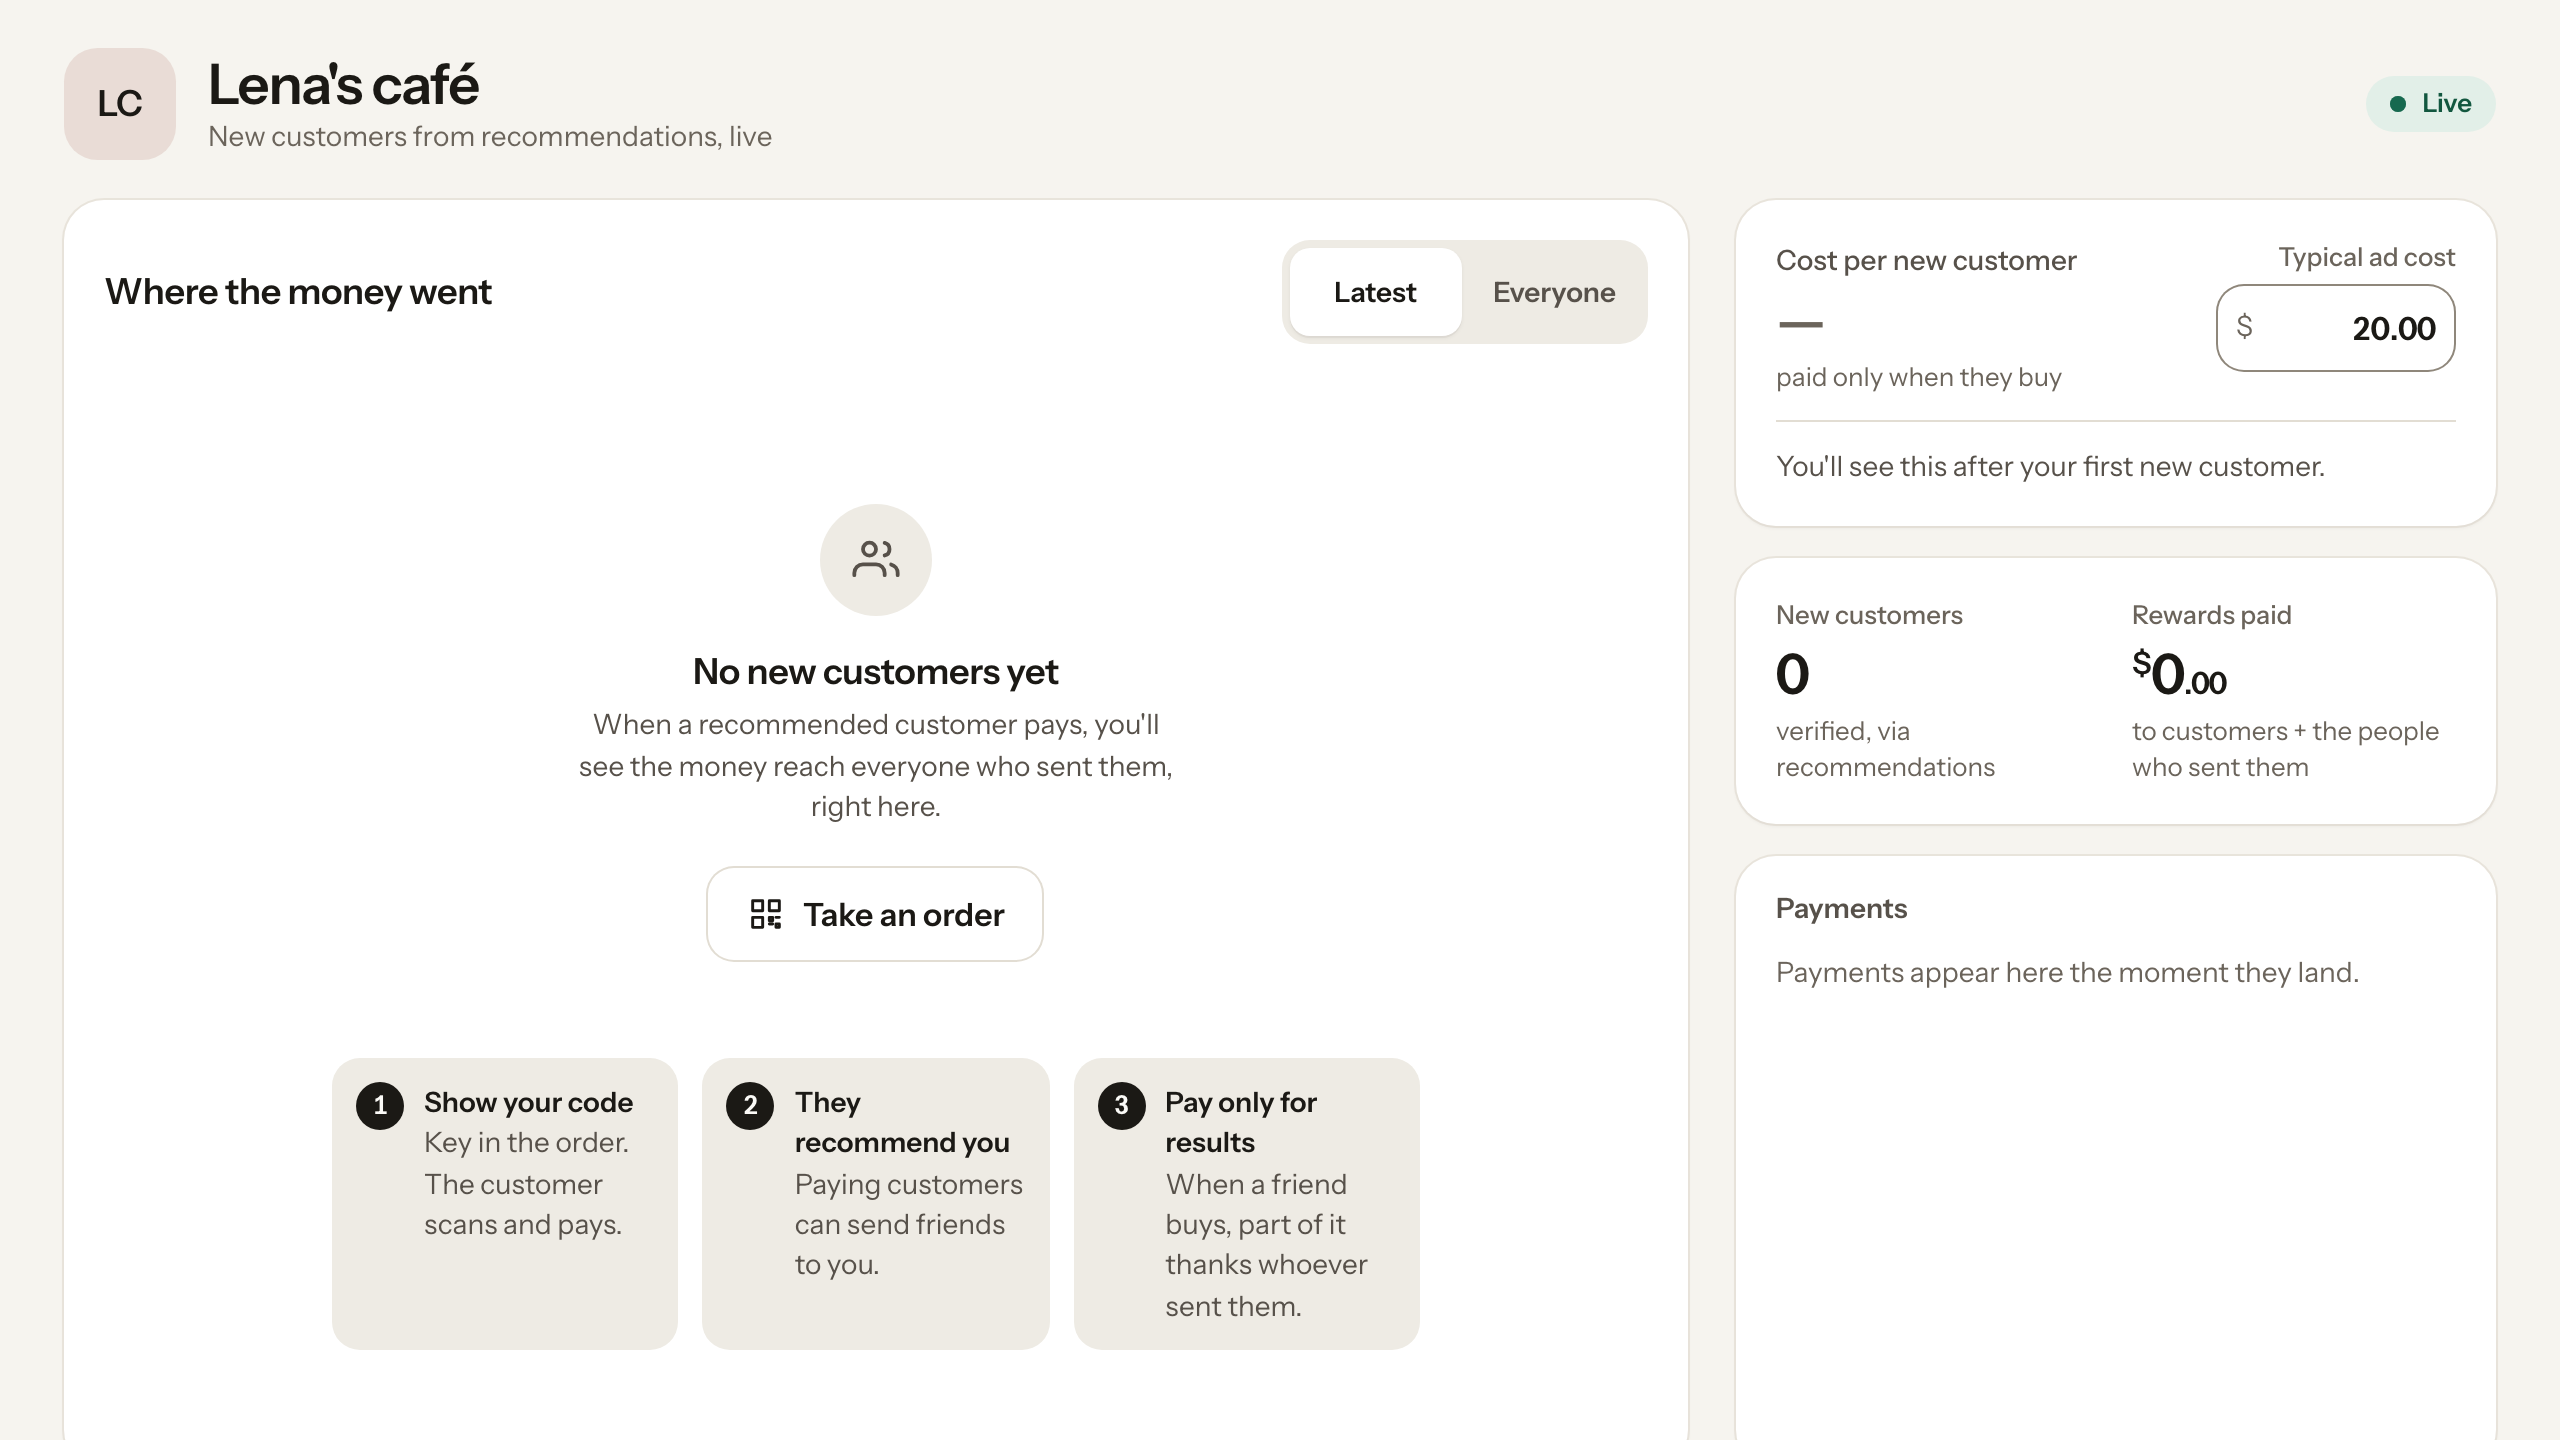 LC
Lena's café
New customers from recommendations, live
Live
Where the money went
Latest
Everyone
No new customers yet
When a recommended customer pays, you'll
see the money reach everyone who sent them,
right here.
Take an order
1
Show your code
Key in the order.
The customer
scans and pays.
2
They
recommend you
Paying customers
can send friends
to you.
3
Pay only for
results
When a friend
buys, part of it
thanks whoever
sent them.
Cost per new customer
—
paid only when they buy
Typical ad cost
$ 20.00
You'll see this after your first new customer.
New customers
0
verified, via
recommendations
Rewards paid
$0.00
to customers + the people
who sent them
Payments
Payments appear here the moment they land.